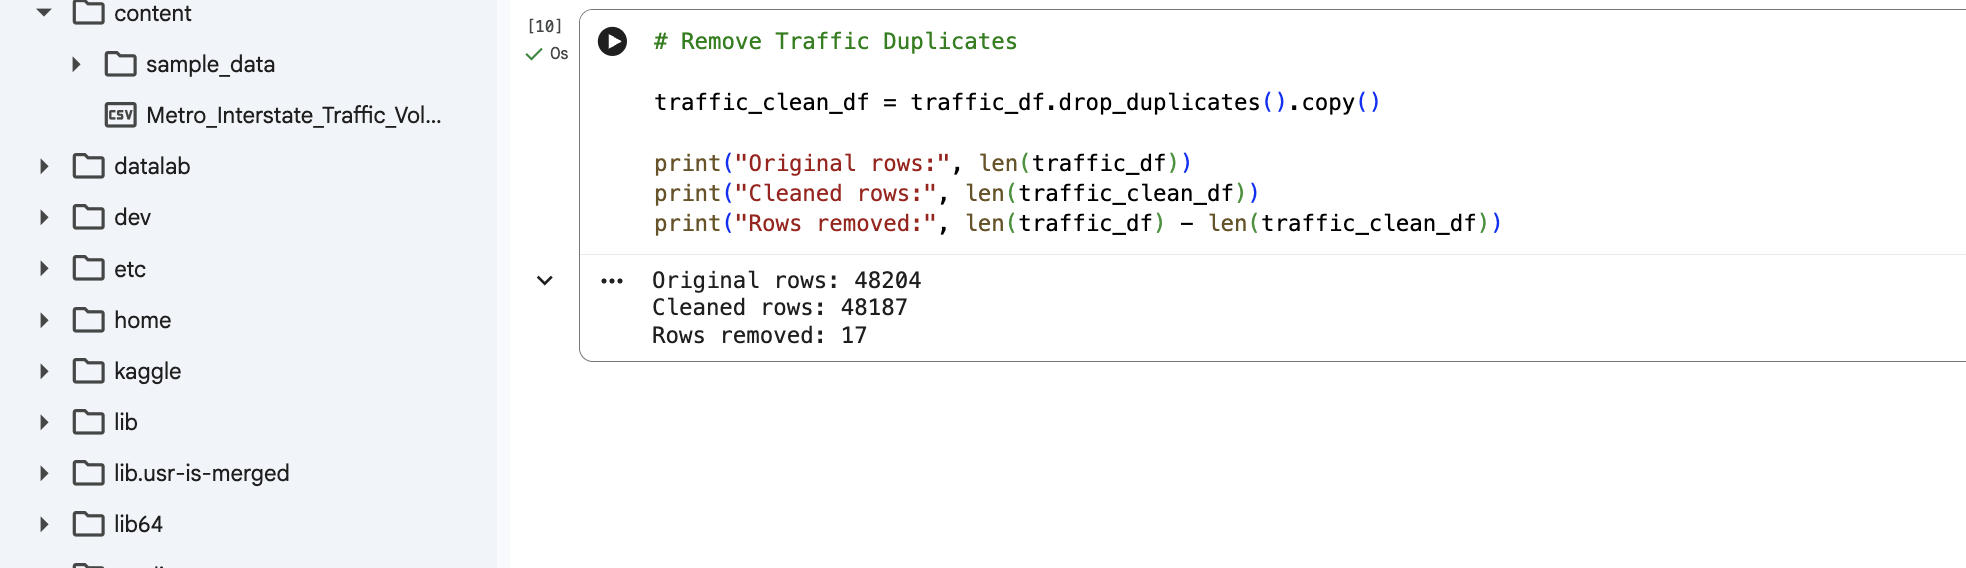 content
sample_data
Metro_Interstate_Traffic_Vol...
datalab
dev
etc
home
kaggle
lib
lib.usr-is-merged
lib64
[10]
0s
# Remove Traffic Duplicates
traffic_clean_df = traffic_df.drop_duplicates().copy()
print("Original rows:", len(traffic_df))
print("Cleaned rows:", len(traffic_clean_df))
print("Rows removed:", len(traffic_df) - len(traffic_clean_df))
Original rows: 48204
Cleaned rows: 48187
Rows removed: 17